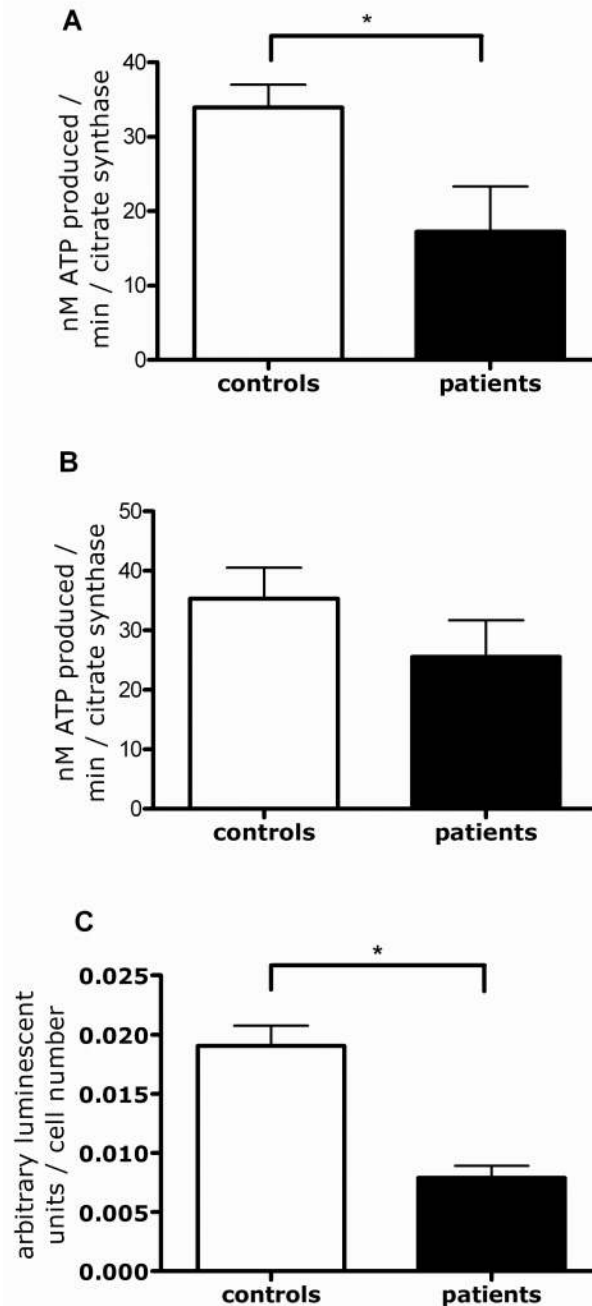 A
*
nM ATP produced /
min / citrate synthase
40
30
20
10
0
controls patients
B
nM ATP produced /
min / citrate synthase
50
40
30
20
10
0
controls patients
C
*
arbitrary luminescent
units / cell number
0.025
0.020
0.015
0.010
0.005
0.000
controls patients